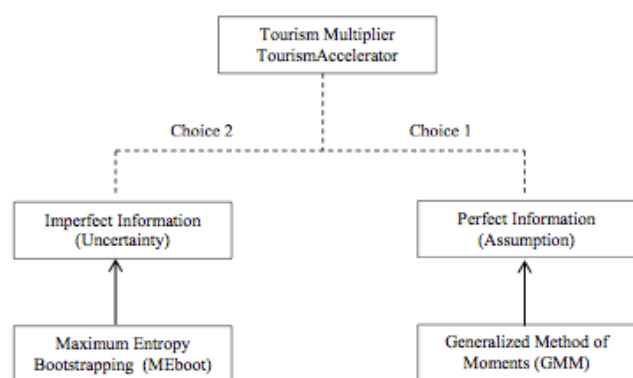 Tourism Multiplier
TourismAccelerator
Choice 2
Choice 1
Imperfect Information
(Uncertainty)
Perfect Information
(Assumption)
Maximum Entropy
Bootstrapping (MEboot)
Generalized Method of
Moments (GMM)